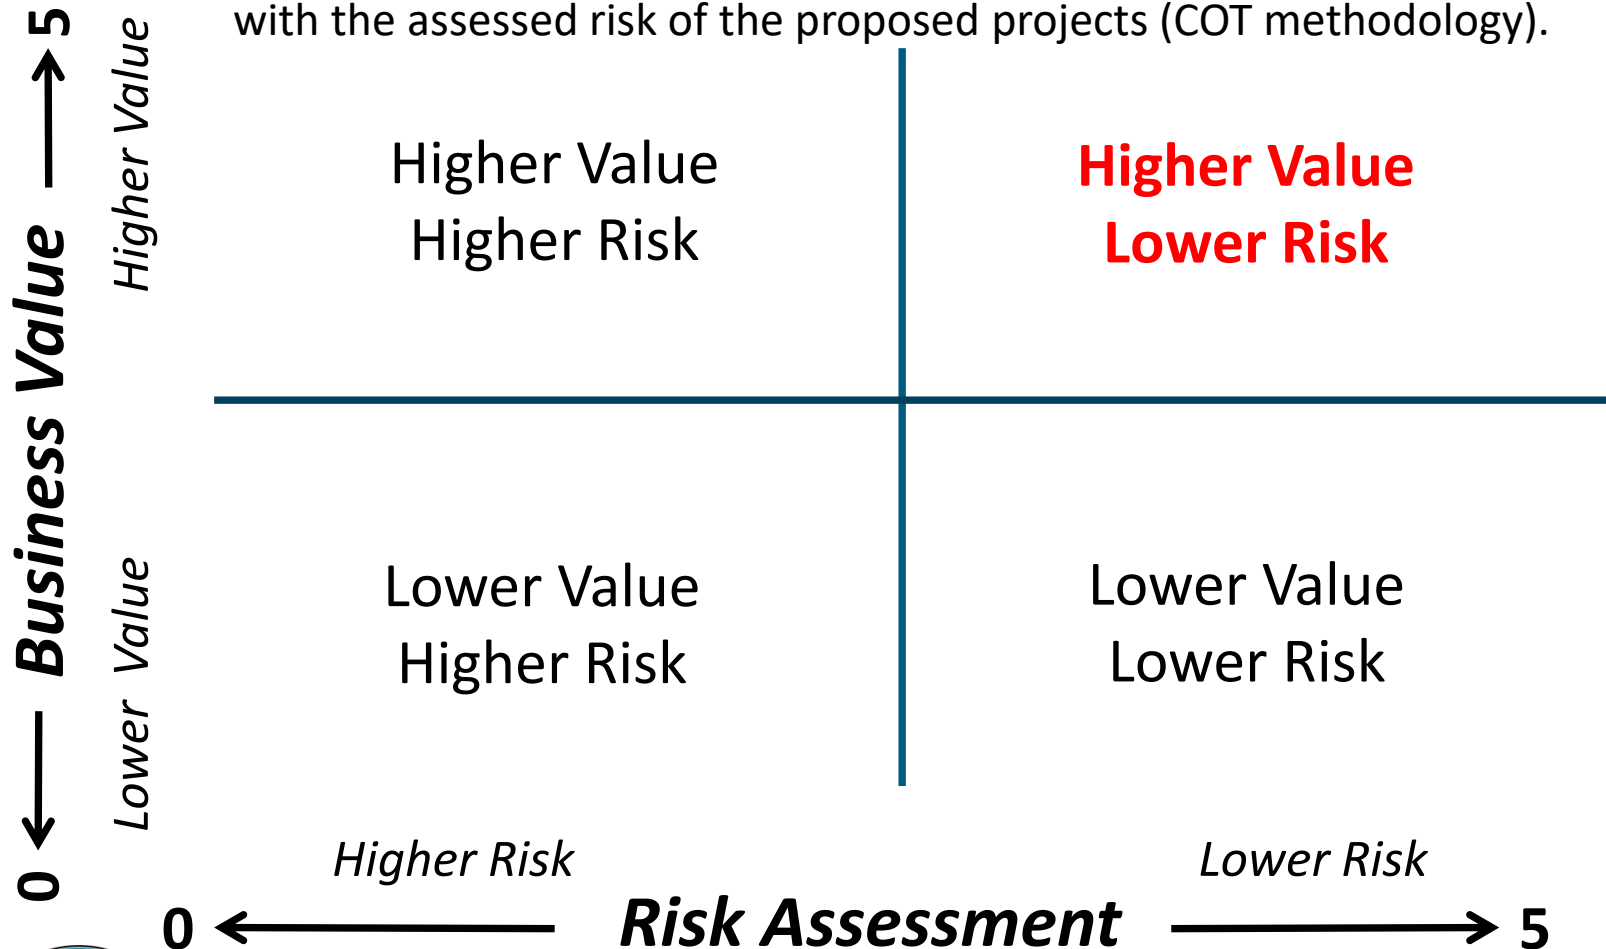 with the assessed risk of the proposed projects (COT methodology).
5
Higher Value
Business Value
Lower Value
0
Higher Value
Higher Risk
Higher Value
Lower Risk
Lower Value
Higher Risk
Lower Value
Lower Risk
Higher Risk
Lower Risk
0
Risk Assessment
5